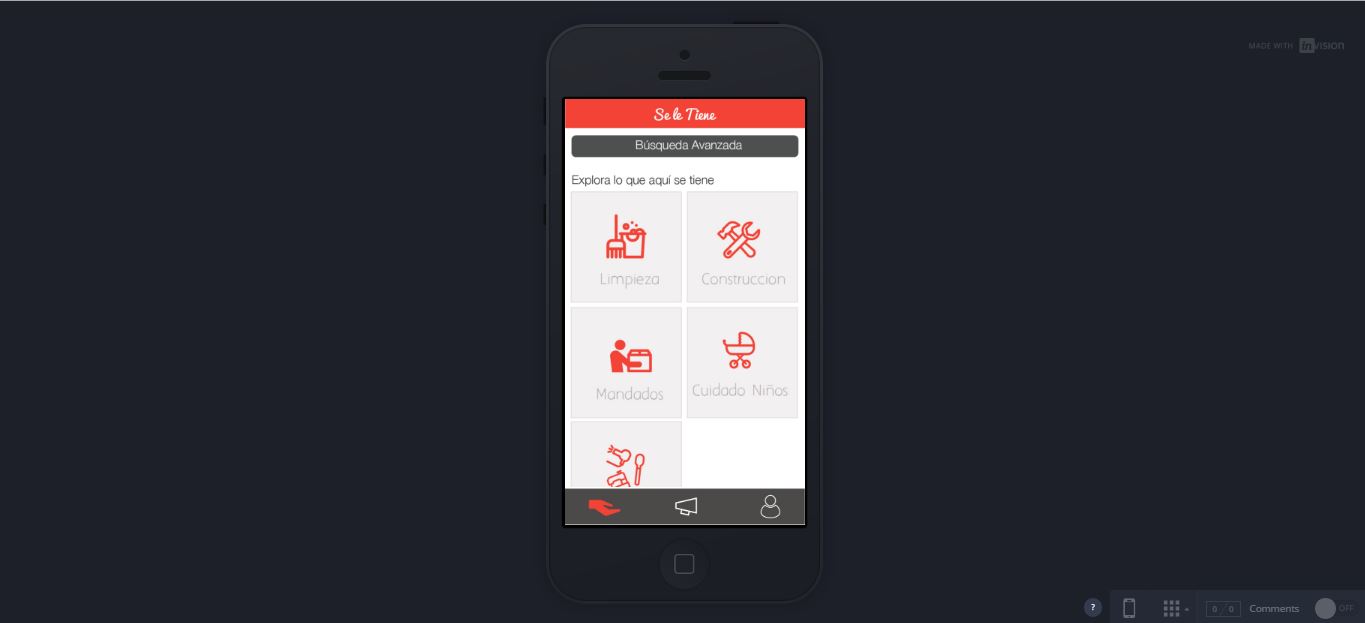 MADE WITH inVISION
Se le Tiene
Búsqueda Avanzada
Explora lo que aquí se tiene
Limpieza
Construccion
Mandados
Cuidado Niños
?
0 / 0
Comments
OFF